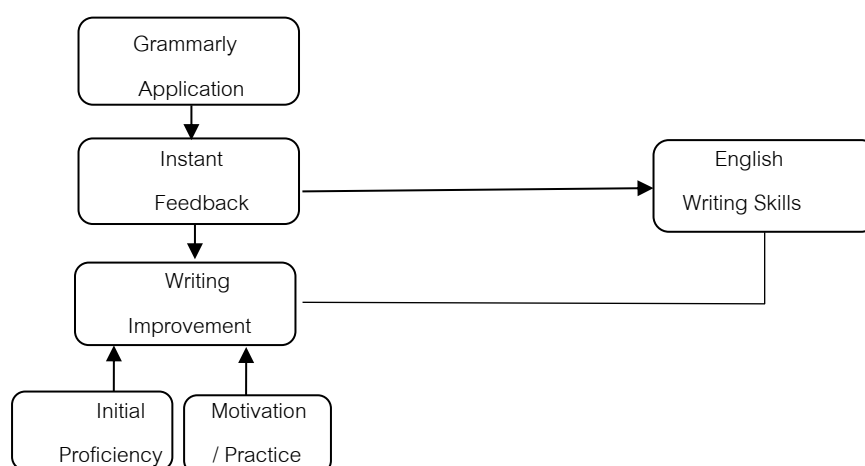 Grammarly
Application
Instant
Feedback
English
Writing Skills
Writing
Improvement
Initial
Proficiency
Motivation
/ Practice